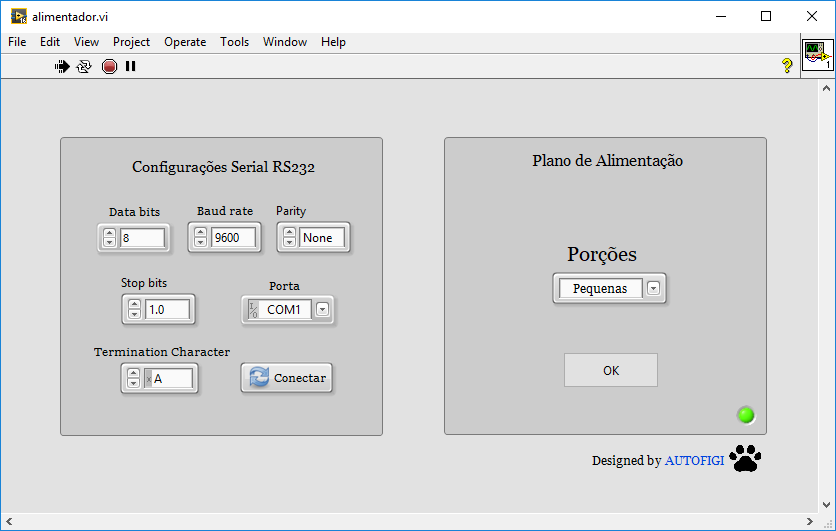 alimentador.vi
File Edit View Project Operate Tools Window Help
1
Configurações Serial RS232
Data bits
Baud rate
Parity
8
9600
None
Stop bits
Porta
1.0
COM1
Termination Character
x A
Conectar
Plano de Alimentação
Porções
Pequenas
OK
Designed by AUTOFIGI